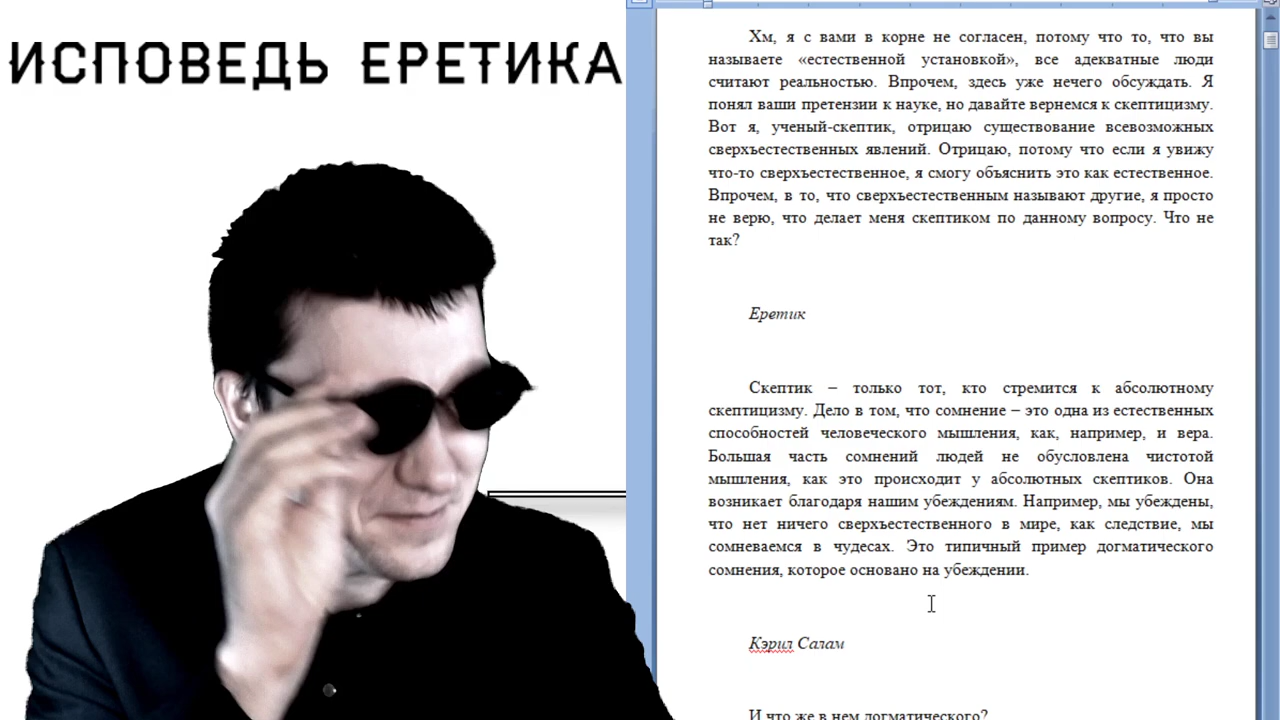 ИСПОВЕДЬ ЕРЕТИКА
Хм, я с вами в корне не согласен, потому что то, что вы
называете «естественной установкой», все адекватные люди
считают реальностью. Впрочем, здесь уже нечего обсуждать. Я
понял ваши претензии к науке, но давайте вернемся к скептицизму.
Вот я, ученый-скептик, отрицаю существование всевозможных
сверхъестественных явлений. Отрицаю, потому что если я увижу
что-то сверхъестественное, я смогу объяснить это как естественное.
Впрочем, в то, что сверхъестественным называют другие, я просто
не верю, что делает меня скептиком по данному вопросу. Что не
так?
Еретик
Скептик – только тот, кто стремится к абсолютному
скептицизму. Дело в том, что сомнение – это одна из естественных
способностей человеческого мышления, как, например, и вера.
Большая часть сомнений людей не обусловлена чистотой
мышления, как это происходит у абсолютных скептиков. Она
возникает благодаря нашим убеждениям. Например, мы убеждены,
что нет ничего сверхъестественного в мире, как следствие, мы
сомневаемся в чудесах. Это типичный пример догматического
сомнения, которое основано на убеждении.
Кэрил Салам
И что же в нем догматического?